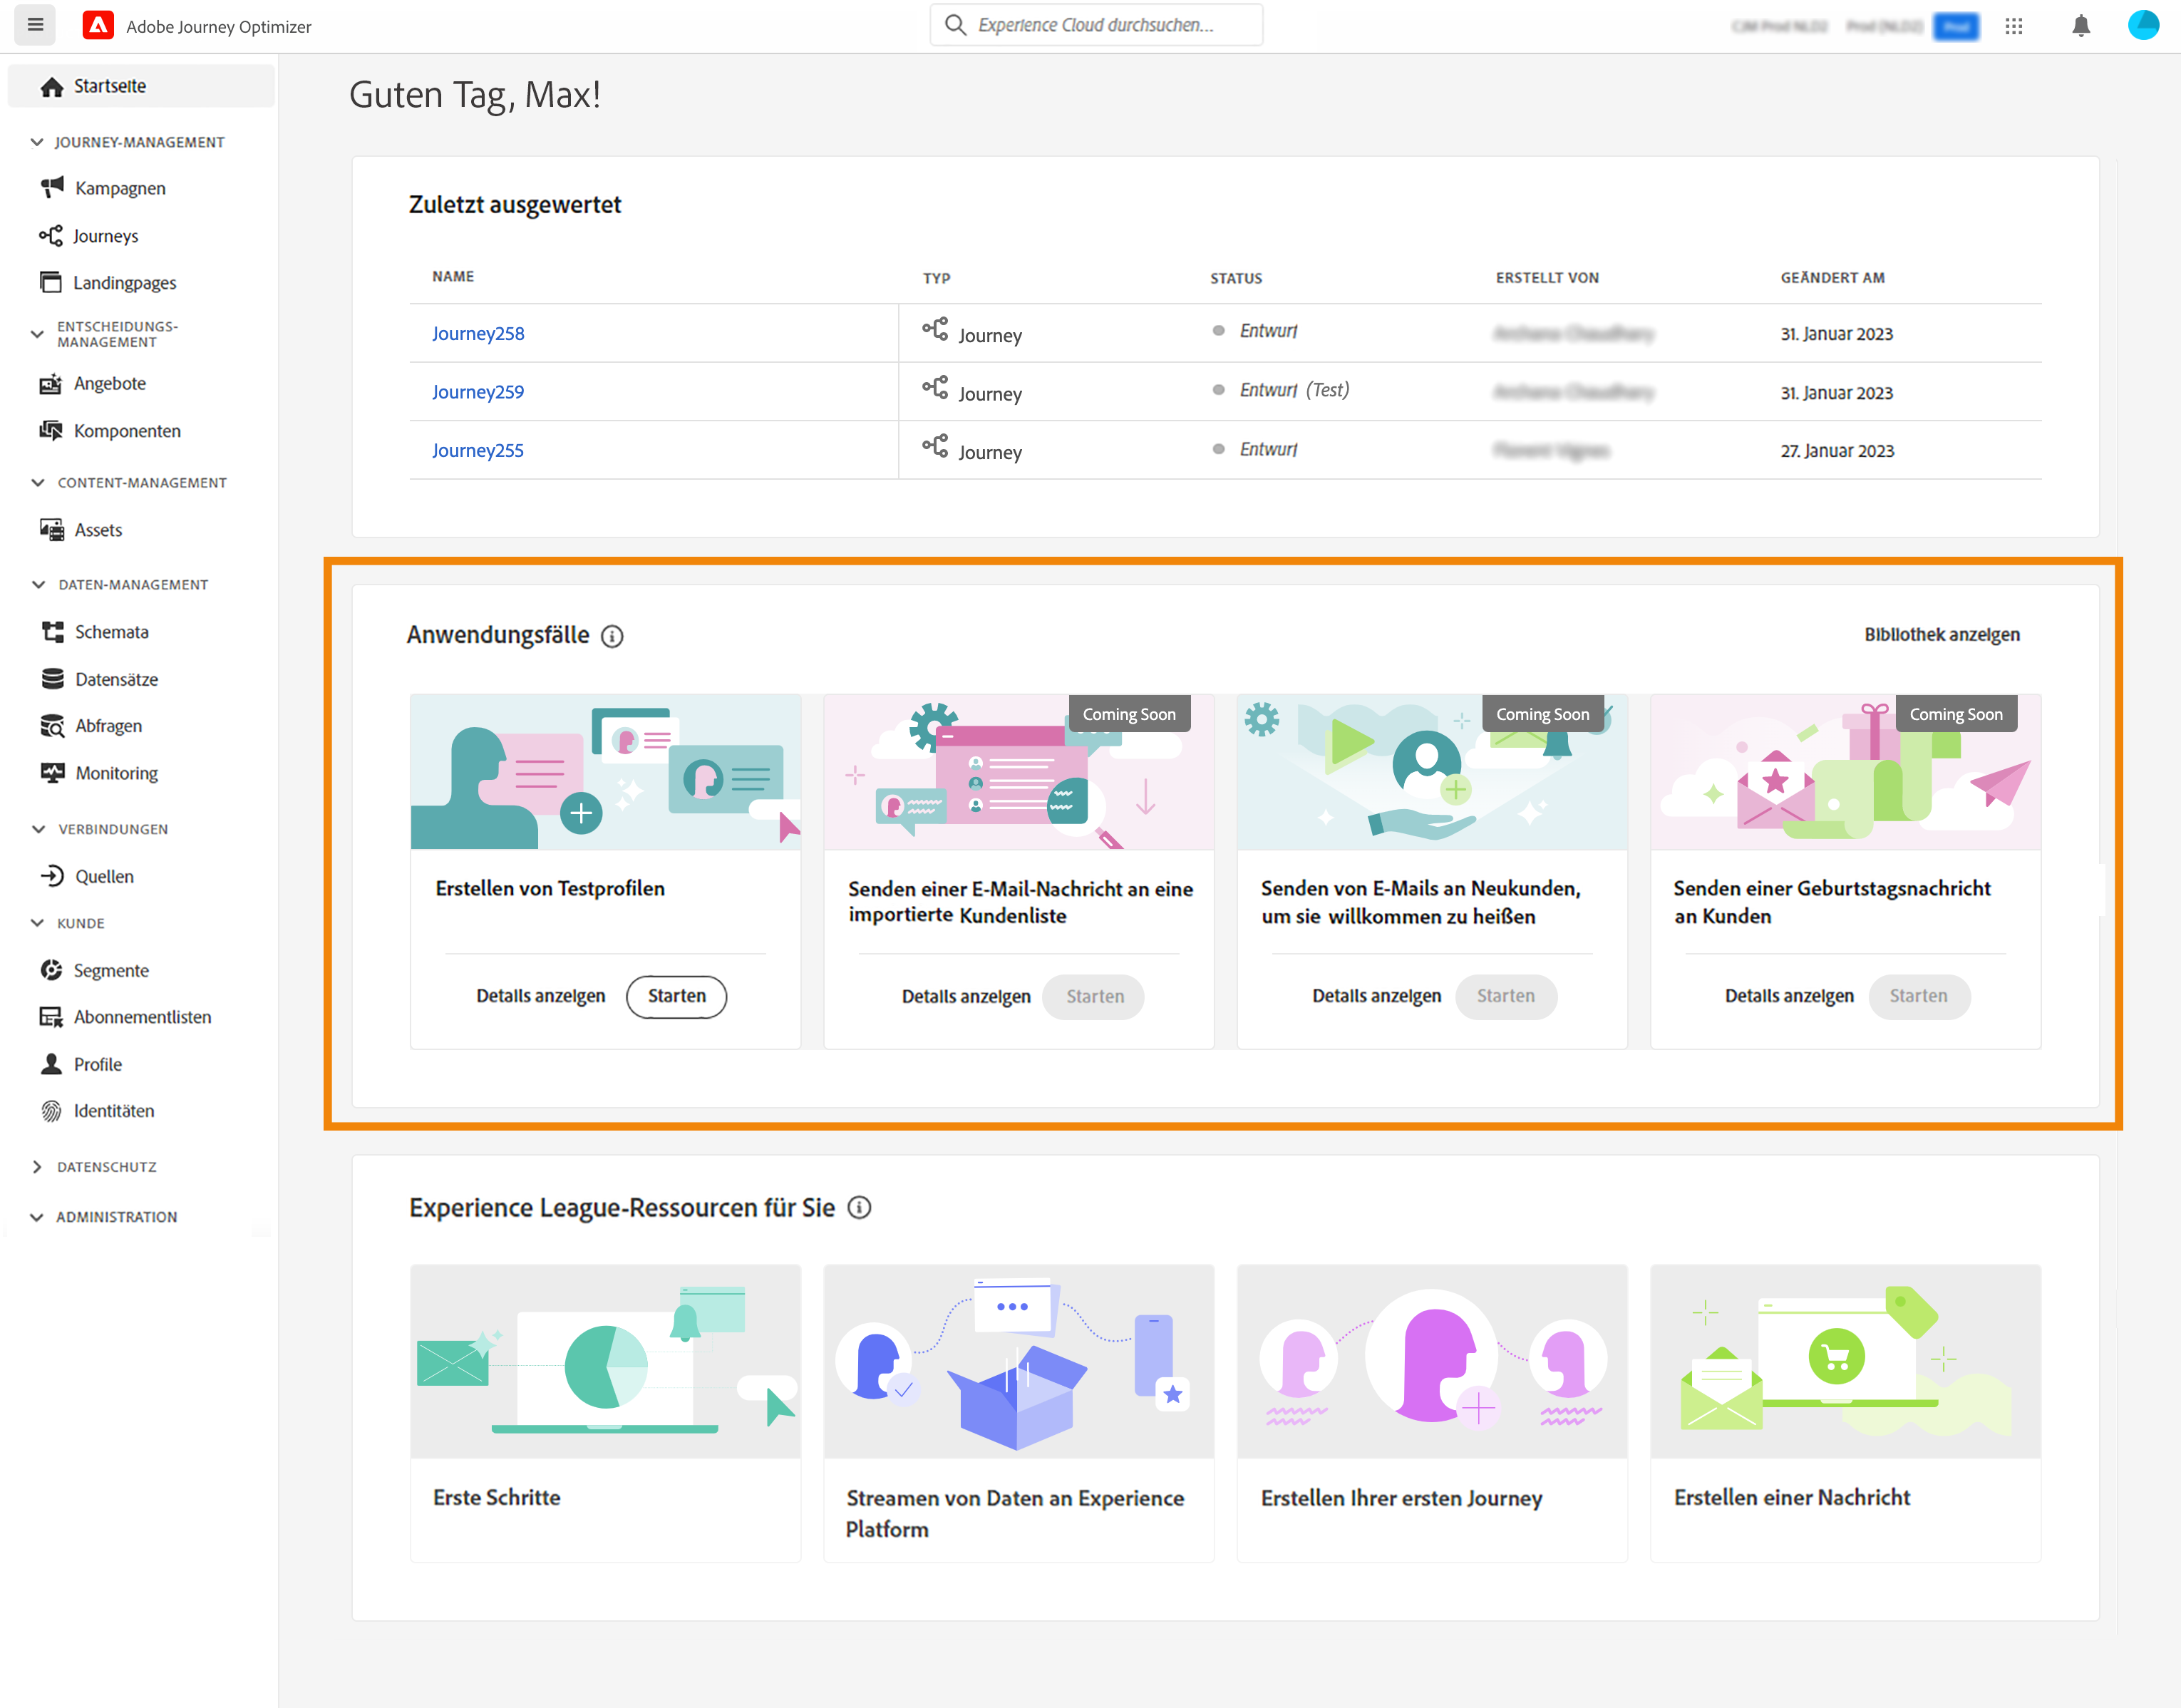 Adobe Journey Optimizer
Experience Cloud durchsuchen...
Startseite
JOURNEY-MANAGEMENT
Kampagnen
Journeys
Landingpages
ENTSCHEIDUNGS-
MANAGEMENT
Angebote
Komponenten
CONTENT-MANAGEMENT
Assets
DATEN-MANAGEMENT
Schemata
Datensätze
Abfragen
Monitoring
VERBINDUNGEN
Quellen
KUNDE
Segmente
Abonnementlisten
Profile
Identitäten
DATENSCHUTZ
ADMINISTRATION
Guten Tag, Max!
Zuletzt ausgewertet
NAME TYP STATUS ERSTELLT VON GEÄNDERT AM
Journey258 Journey Entwurf 31. Januar 2023
Journey259 Journey Entwurf (Test) 31. Januar 2023
Journey255 Journey Entwurf 27. Januar 2023
Anwendungsfälle
Bibliothek anzeigen
Erstellen von Testprofilen
Details anzeigen Starten
Coming Soon
Senden einer E-Mail-Nachricht an eine
importierte Kundenliste
Details anzeigen Starten
Coming Soon
Senden von E-Mails an Neukunden,
um sie willkommen zu heißen
Details anzeigen Starten
Coming Soon
Senden einer Geburtstagsnachricht
an Kunden
Details anzeigen Starten
Experience League-Ressourcen für Sie
Erste Schritte
Streamen von Daten an Experience
Platform
Erstellen Ihrer ersten Journey
Erstellen einer Nachricht